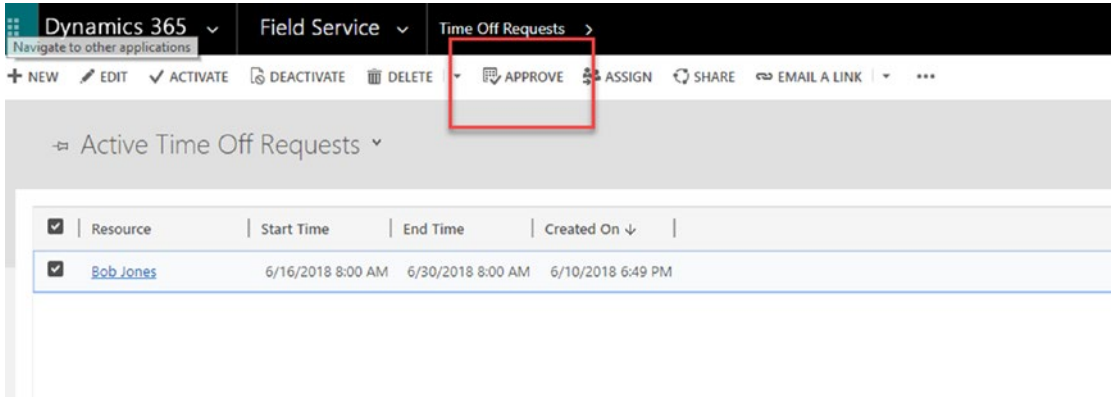 Dynamics 365 Field Service Time Off Requests
Navigate to other applications
NEW EDIT ACTIVATE DEACTIVATE DELETE APPROVE ASSIGN SHARE EMAIL A LINK ...
Active Time Off Requests
Resource Start Time End Time Created On
Bob Jones 6/16/2018 8:00 AM 6/30/2018 8:00 AM 6/10/2018 6:49 PM